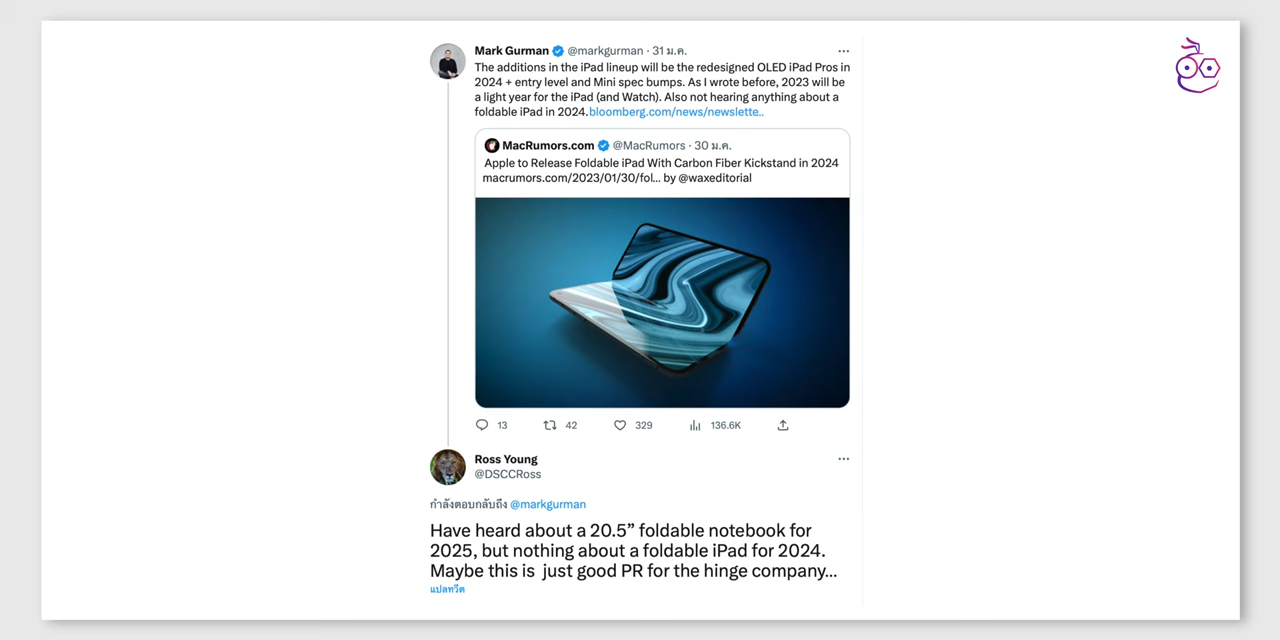 Mark Gurman @markgurman · 31 ม.ค.
The additions in the iPad lineup will be the redesigned OLED iPad Pros in
2024 + entry level and Mini spec bumps. As I wrote before, 2023 will be
a light year for the iPad (and Watch). Also not hearing anything about a
foldable iPad in 2024.bloomberg.com/news/newslette..
MacRumors.com @MacRumors · 30 ม.ค.
Apple to Release Foldable iPad With Carbon Fiber Kickstand in 2024
macrumors.com/2023/01/30/fol... by @waxeditorial
13 42 329 136.6K
Ross Young
@DSCCRoss
กำลังตอบกลับถึง @markgurman
Have heard about a 20.5” foldable notebook for
2025, but nothing about a foldable iPad for 2024.
Maybe this is just good PR for the hinge company...
แปลทวีต